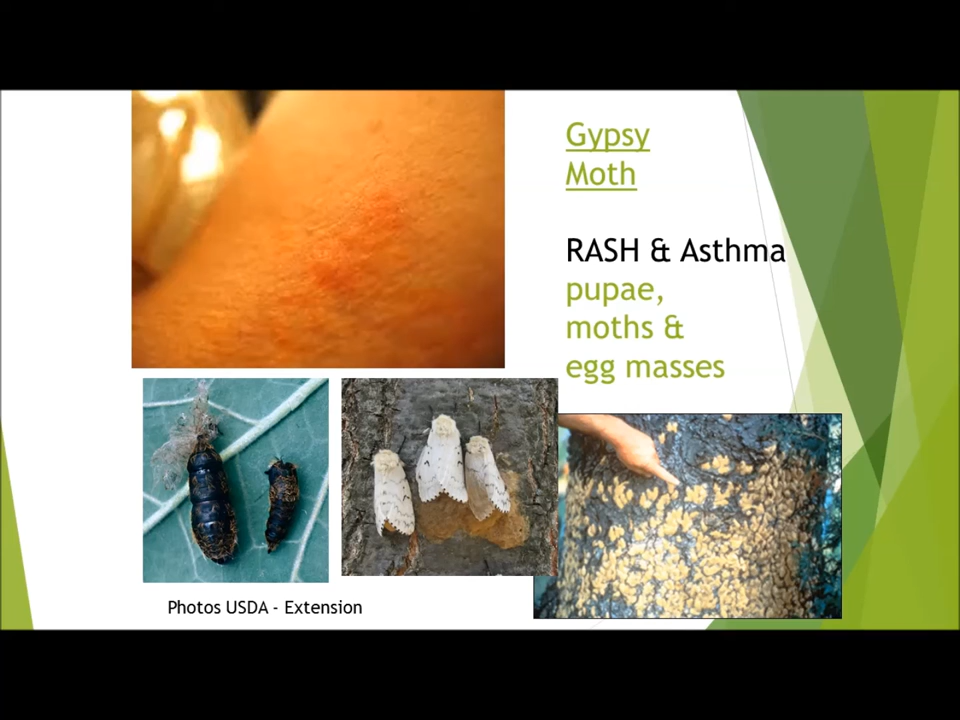 Gypsy
Moth
RASH & Asthma
pupae,
moths &
egg masses
Photos USDA - Extension